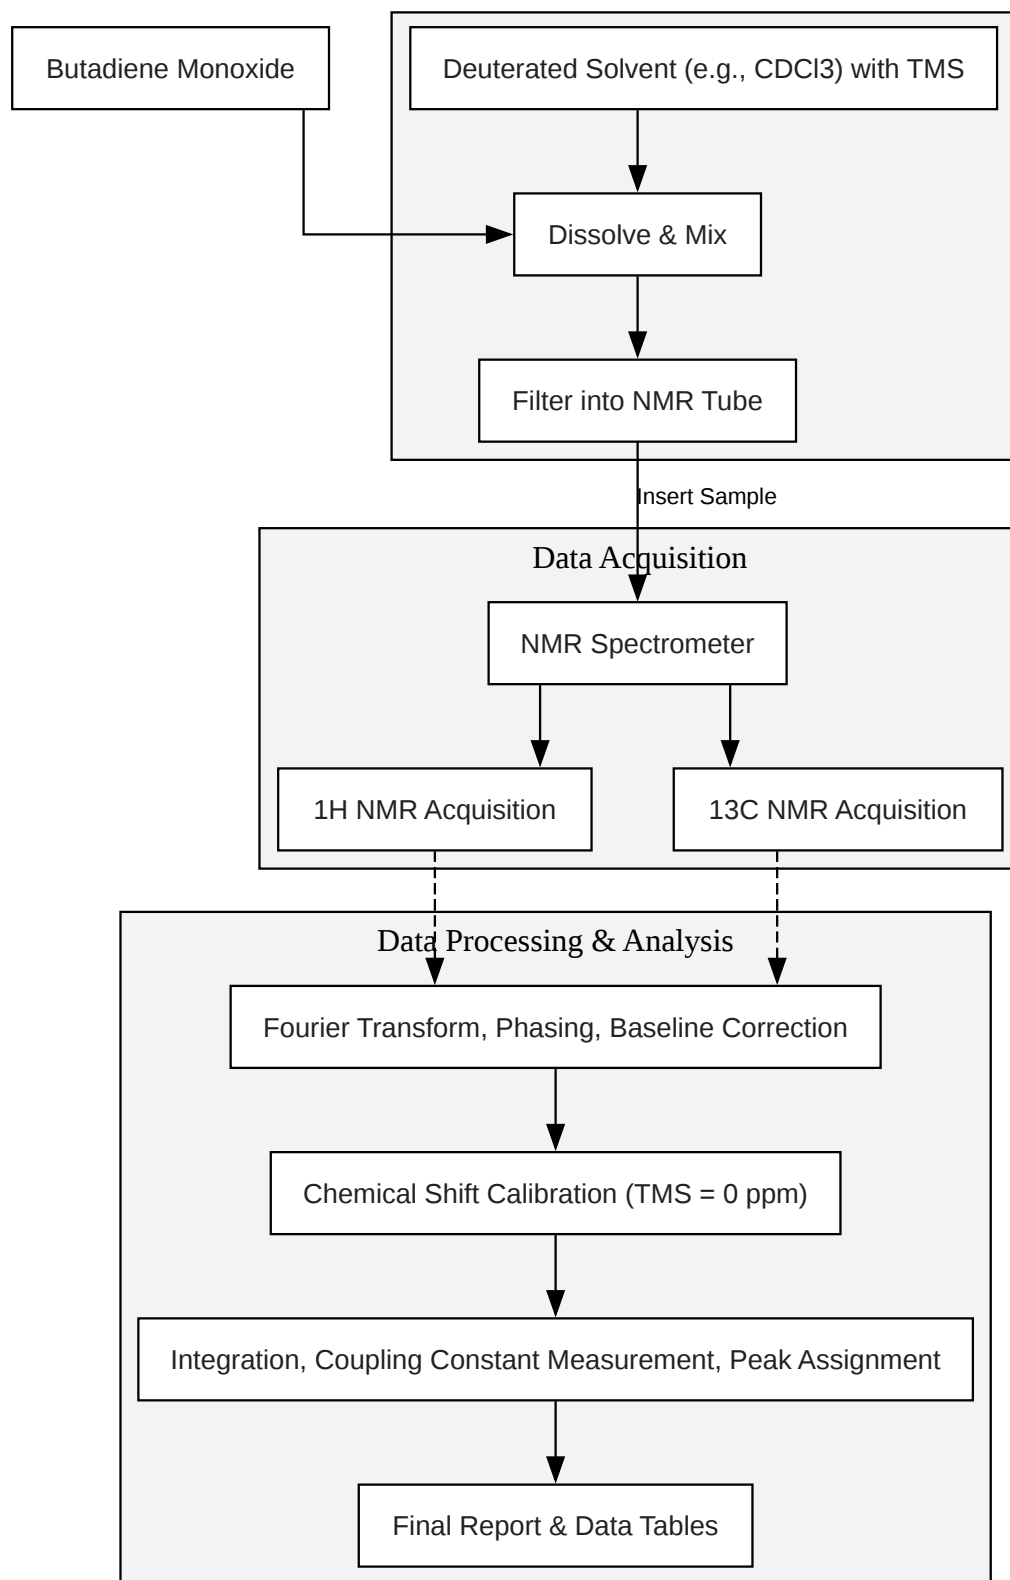 Butadiene Monoxide
Deuterated Solvent (e.g., CDCl3) with TMS
Dissolve & Mix
Filter into NMR Tube
Insert Sample
Data Acquisition
NMR Spectrometer
1H NMR Acquisition
13C NMR Acquisition
Data Processing & Analysis
Fourier Transform, Phasing, Baseline Correction
Chemical Shift Calibration (TMS = 0 ppm)
Integration, Coupling Constant Measurement, Peak Assignment
Final Report & Data Tables